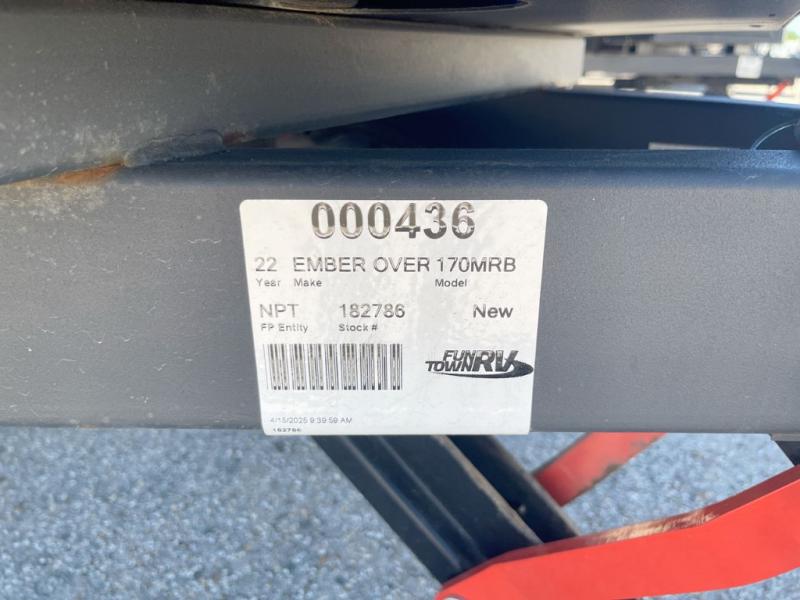 000436
22 EMBER OVER 170MRB
Year Make Model
NPT 182786 New
FP Entity Stock #
FUN
TOWN RV
4/15/2025 9:39:59 AM
182786